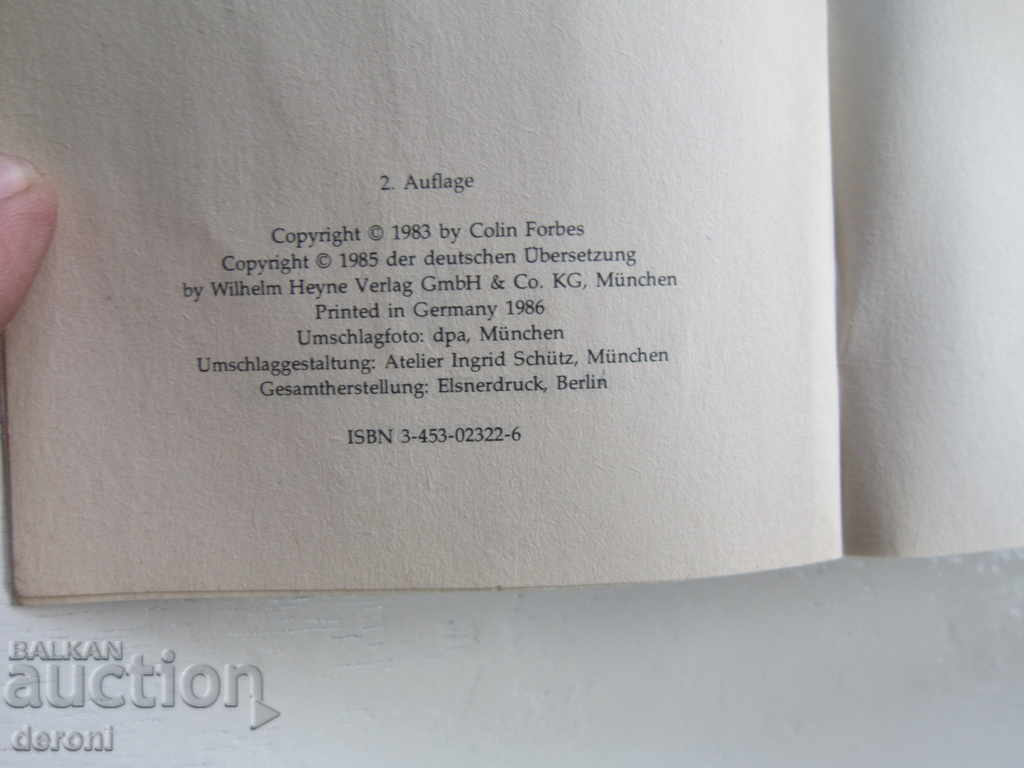 2. Auflage
Copyright © 1983 by Colin Forbes
Copyright © 1985 der deutschen Übersetzung
by Wilhelm Heyne Verlag GmbH & Co. KG, München
Printed in Germany 1986
Umschlagfoto: dpa, München
Umschlaggestaltung: Atelier Ingrid Schütz, München
Gesamtherstellung: Elsnerdruck, Berlin
ISBN 3-453-02322-6
BALKAN
auction
deroni